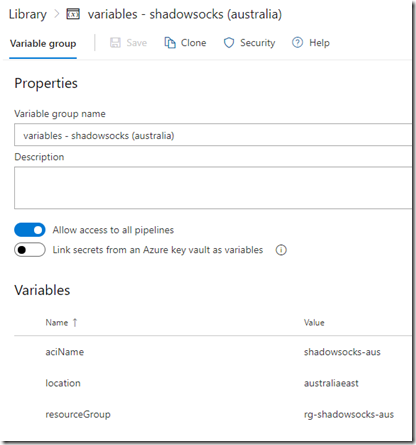 Library > variables - shadowsocks (australia)
Variable group Save Clone Security Help
Properties
Variable group name
variables - shadowsocks (australia)
Description
Allow access to all pipelines
Link secrets from an Azure key vault as variables
Variables
Name ↑ Value
aciName shadowsocks-aus
location australiaeast
resourceGroup rg-shadowsocks-aus